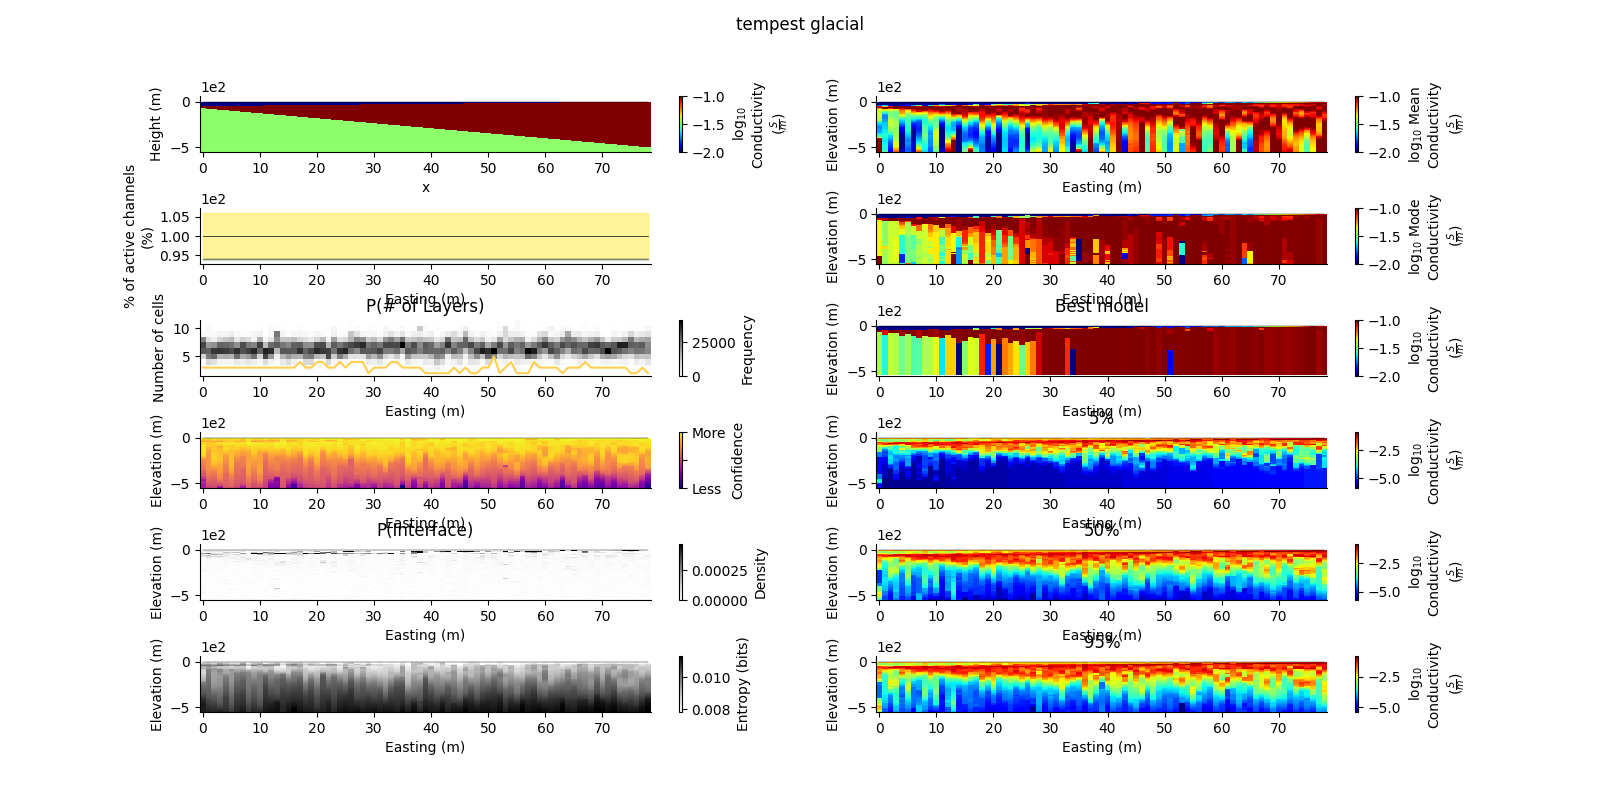 tempest glacial
1e2
0
−5
Height (m)
0 10 20 30 40 50 60 70
x
−1.0
−1.5
−2.0
log10
Conductivity
(S/m)
1e2
0
−5
Elevation (m)
0 10 20 30 40 50 60 70
Easting (m)
−1.0
−1.5
−2.0
log10 Mean
Conductivity
(S/m)
1e2
1.05
1.00
0.95
% of active channels
(%)
0 10 20 30 40 50 60 70
Easting (m)
1e2
0
−5
Elevation (m)
0 10 20 30 40 50 60 70
Easting (m)
−1.0
−1.5
−2.0
log10 Mode
Conductivity
(S/m)
P(# of Layers)
10
5
Number of cells
0 10 20 30 40 50 60 70
Easting (m)
25000
0
Frequency
Best model
1e2
0
−5
Elevation (m)
0 10 20 30 40 50 60 70
Easting (m)
−1.0
−1.5
−2.0
log10
Conductivity
(S/m)
1e2
0
−5
Elevation (m)
0 10 20 30 40 50 60 70
Easting (m)
More
Less
Confidence
5%
1e2
0
−5
Elevation (m)
0 10 20 30 40 50 60 70
Easting (m)
−2.5
−5.0
log10
Conductivity
(S/m)
P(Interface)
1e2
0
−5
Elevation (m)
0 10 20 30 40 50 60 70
Easting (m)
0.00025
0.00000
Density
50%
1e2
0
−5
Elevation (m)
0 10 20 30 40 50 60 70
Easting (m)
−2.5
−5.0
log10
Conductivity
(S/m)
1e2
0
−5
Elevation (m)
0 10 20 30 40 50 60 70
Easting (m)
0.010
0.008
Entropy (bits)
95%
1e2
0
−5
Elevation (m)
0 10 20 30 40 50 60 70
Easting (m)
−2.5
−5.0
log10
Conductivity
(S/m)